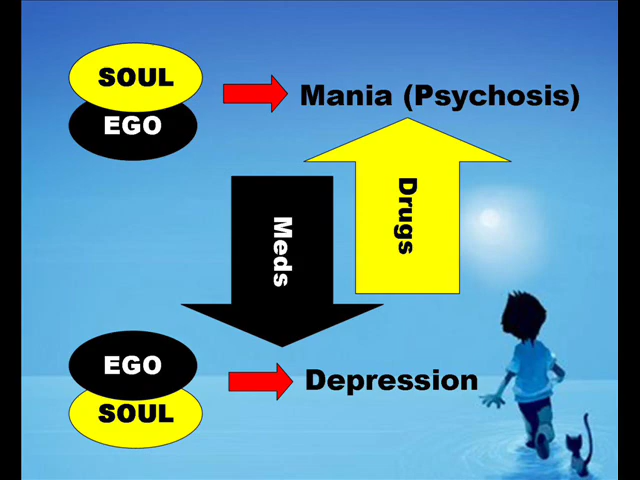 SOUL
EGO
Mania (Psychosis)
Drugs
Meds
EGO
SOUL
Depression